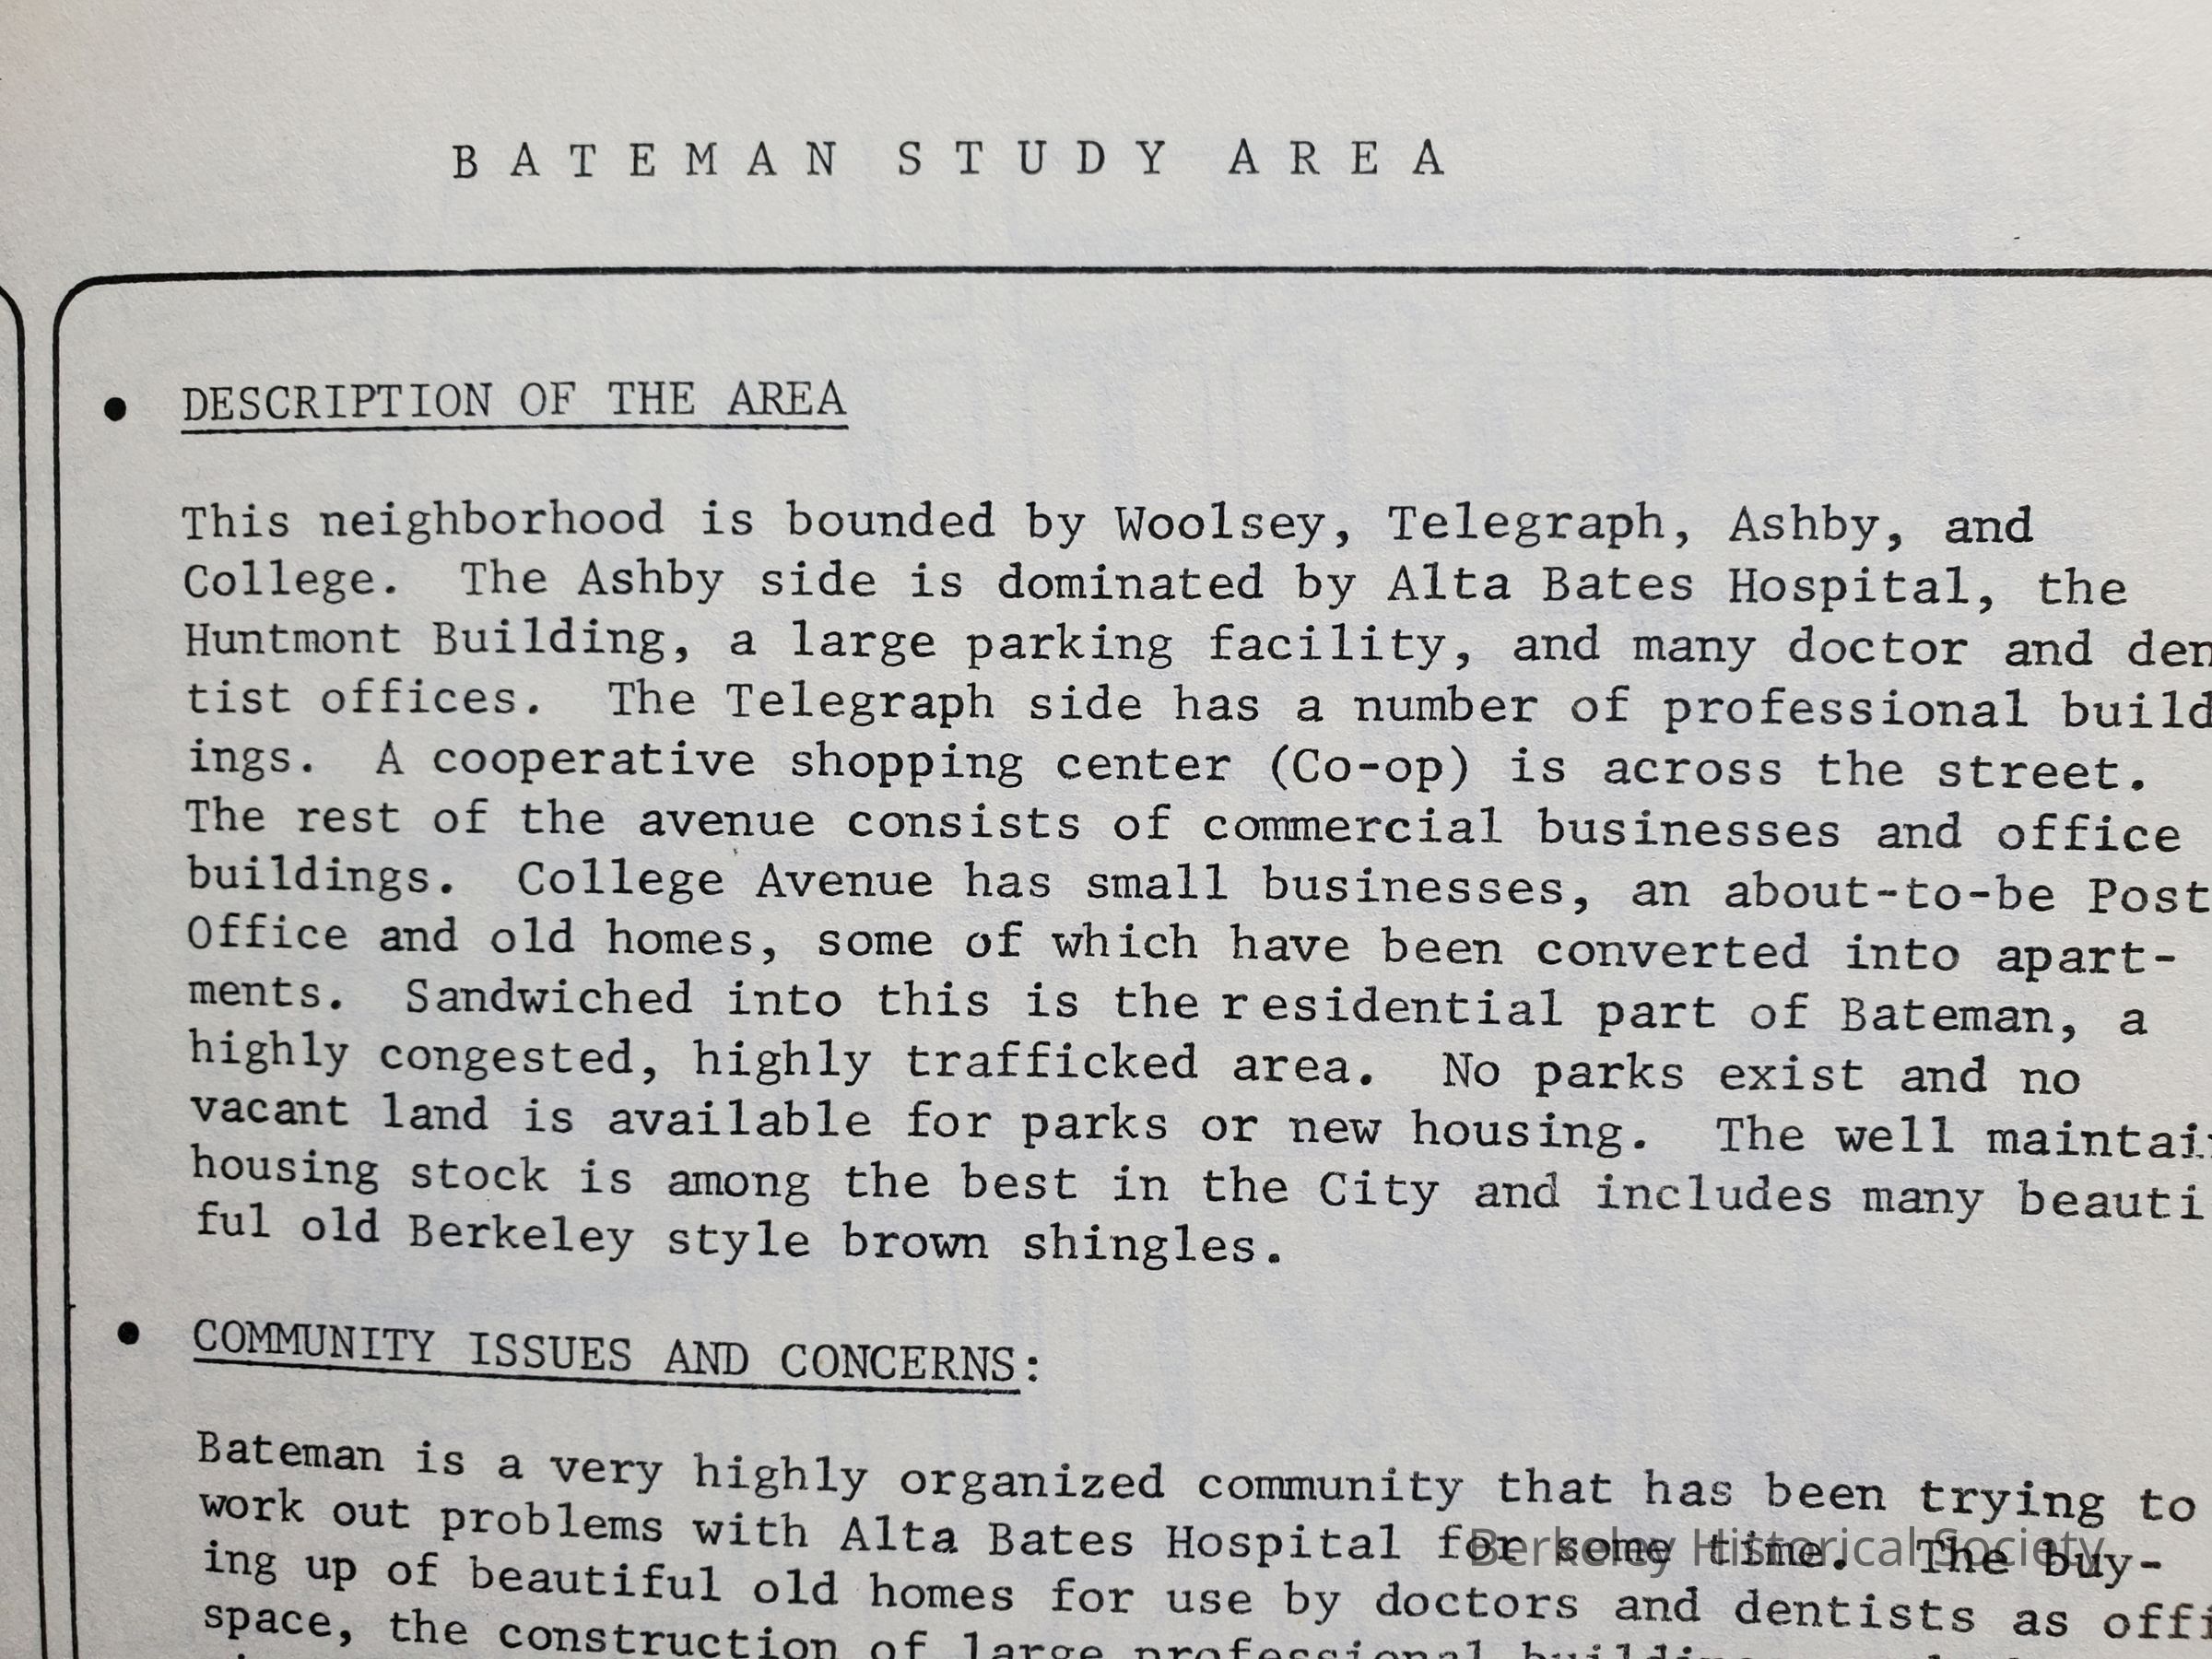 BATEMAN STUDY AREA
• DESCRIPTION OF THE AREA
This neighborhood is bounded by Woolsey, Telegraph, Ashby, and
College. The Ashby side is dominated by Alta Bates Hospital, the
Huntmont Building, a large parking facility, and many doctor and den
tist offices. The Telegraph side has a number of professional build
ings. A cooperative shopping center (Co-op) is across the street.
The rest of the avenue consists of commercial businesses and office
buildings. College Avenue has small businesses, an about-to-be Post
Office and old homes, some of which have been converted into apart-
ments. Sandwiched into this is the residential part of Bateman, a
highly congested, highly trafficked area. No parks exist and no
vacant land is available for parks or new housing. The well maintai
housing stock is among the best in the City and includes many beauti
ful old Berkeley style brown shingles.
• COMMUNITY ISSUES AND CONCERNS:
Bateman is a very highly organized community that has been trying to
work out problems with Alta Bates Hospital for some time. The buy-
ing up of beautiful old homes for use by doctors and dentists as offi
space, the construction of large professional
Berkeley Historical Society